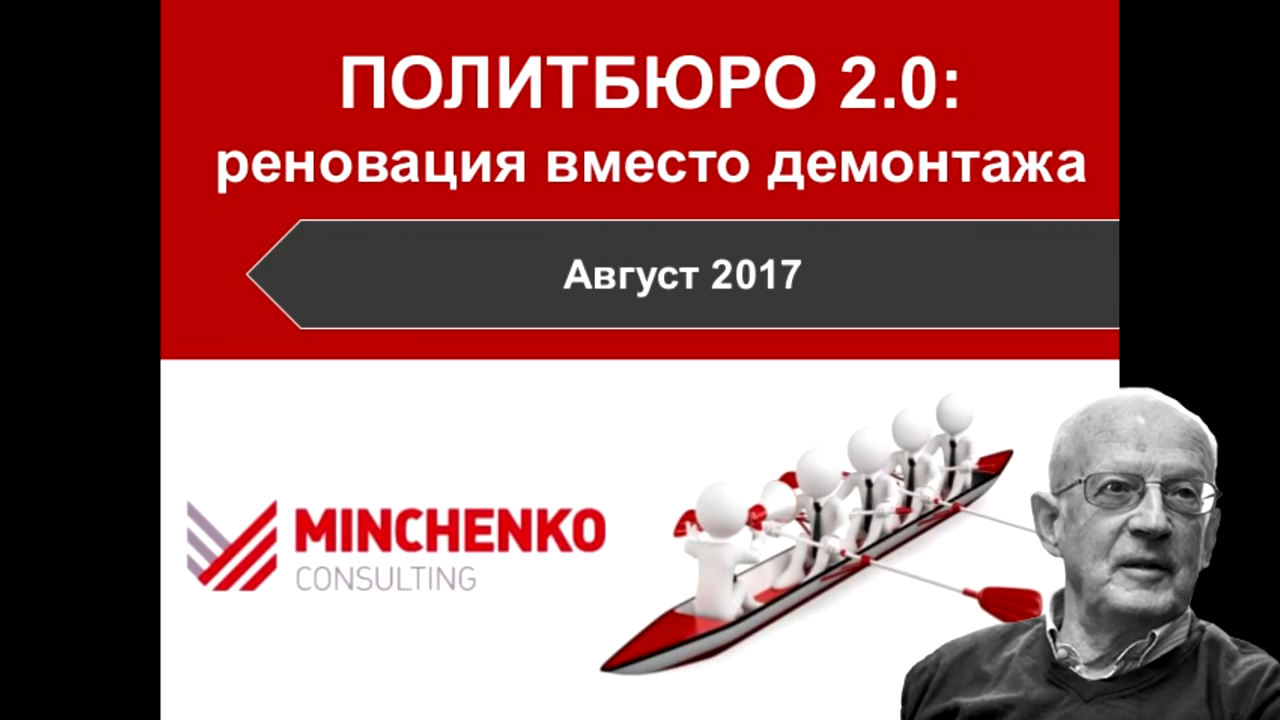 ПОЛИТБЮРО 2.0:
реновация вместо демонтажа
Август 2017
MINCHENKO
CONSULTING